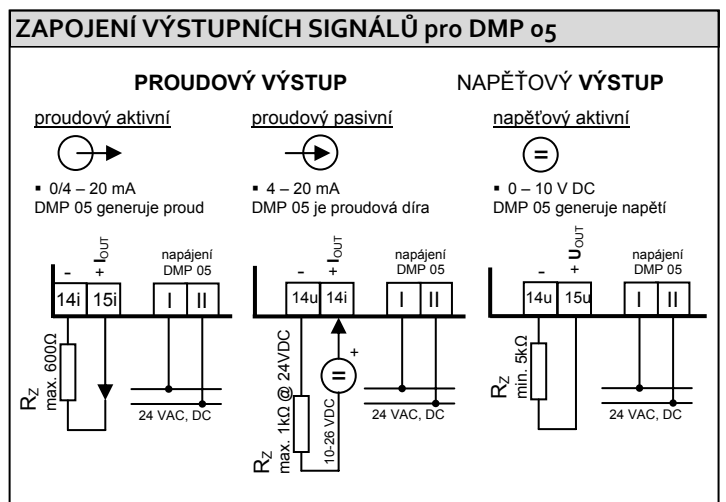 ZAPOJENÍ VÝSTUPNÍCH SIGNÁLŮ pro DMP 05
PROUDOVÝ VÝSTUP
NAPĚŤOVÝ VÝSTUP
proudový aktivní
▪ 0/4 – 20 mA
DMP 05 generuje proud
- + IOUT
napájení
DMP 05
14i 15i I II
RZ
max. 600Ω
24 VAC, DC
proudový pasivní
▪ 4 – 20 mA
DMP 05 je proudová díra
- + IOUT
napájení
DMP 05
14u 14i I II
RZ
max. 1kΩ @ 24VDC
= +
10-26 VDC
24 VAC, DC
napěťový aktivní
=
▪ 0 – 10 V DC
DMP 05 generuje napětí
- + UOUT
napájení
DMP 05
14u 15u I II
RZ
min. 5kΩ
24 VAC, DC